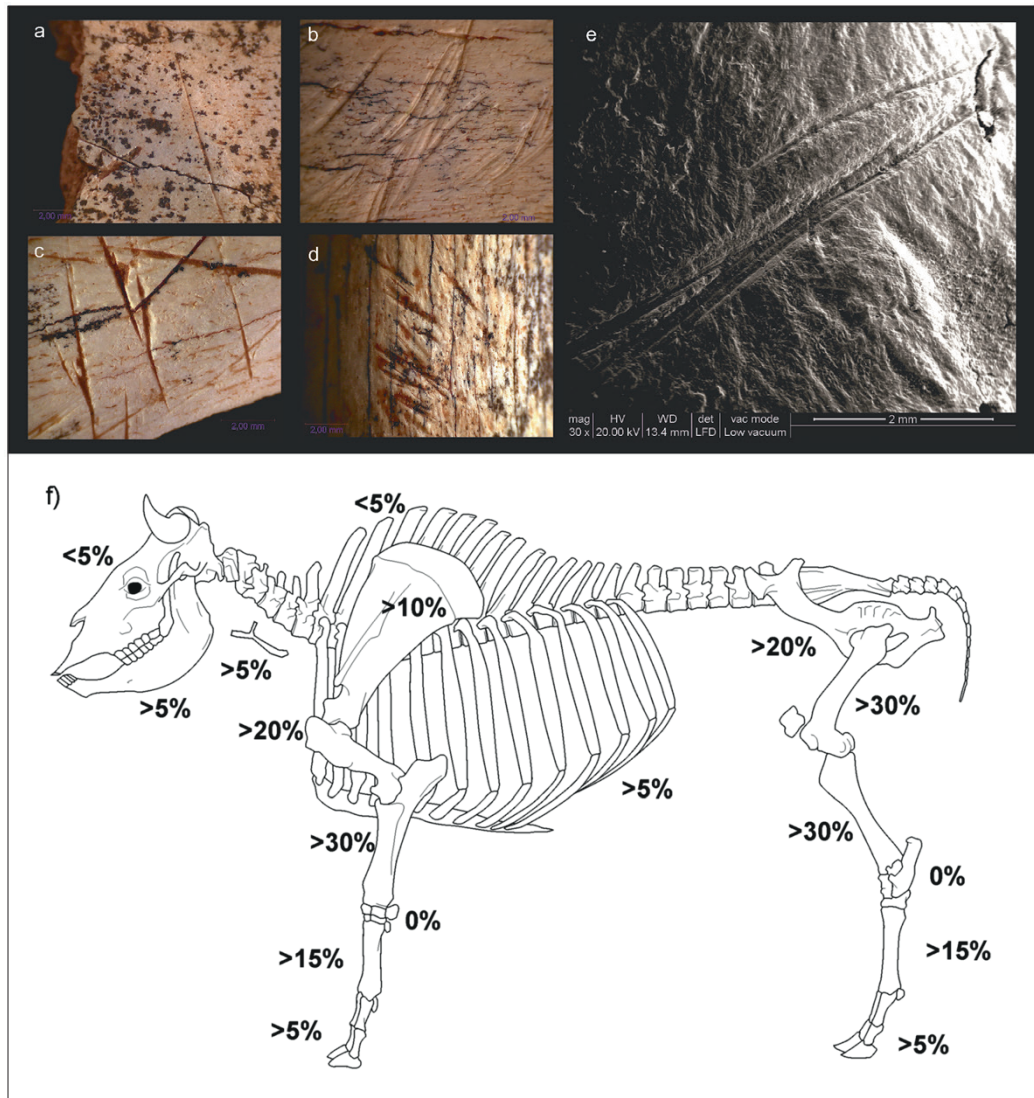 a
2,00 mm
b
2,00 mm
c
2,00 mm
d
2,00 mm
e
mag HV WD det vac mode
30 x 20.00 kV 13.4 mm LFD Low vacuum
2 mm
f)
<5%
<5%
>10%
>5%
>5%
>20%
>20%
>30%
>5%
>30%
>30%
0%
0%
>15%
>15%
>5%
>5%